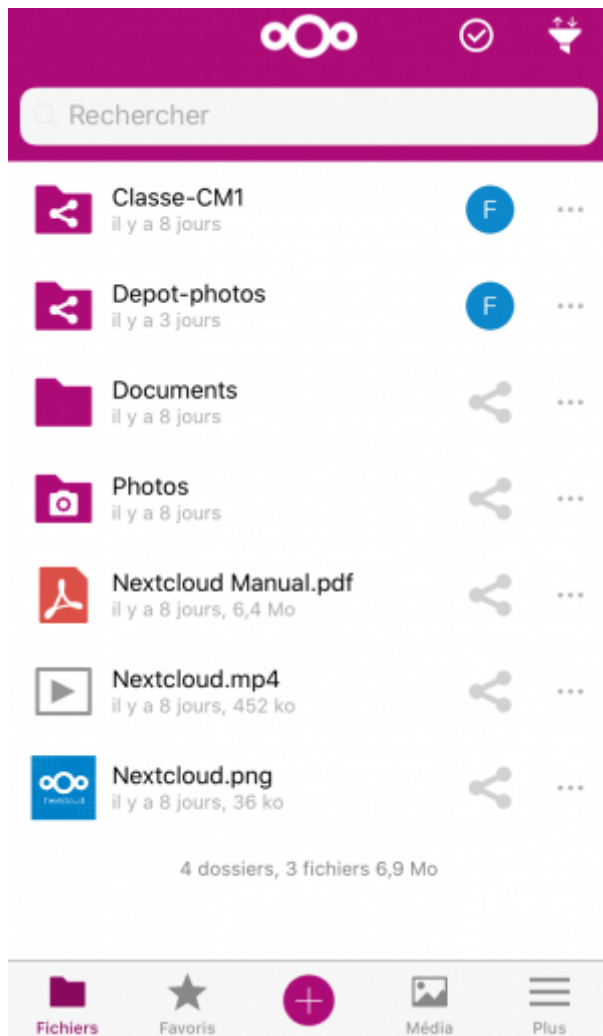 Rechercher
Classe-CM1
il y a 8 jours
F
Depot-photos
il y a 3 jours
F
Documents
il y a 8 jours
Photos
il y a 8 jours
Nextcloud Manual.pdf
il y a 8 jours, 6,4 Mo
Nextcloud.mp4
il y a 8 jours, 452 ko
Nextcloud.png
il y a 8 jours, 36 ko
4 dossiers, 3 fichiers 6,9 Mo
Fichiers Favoris Média Plus